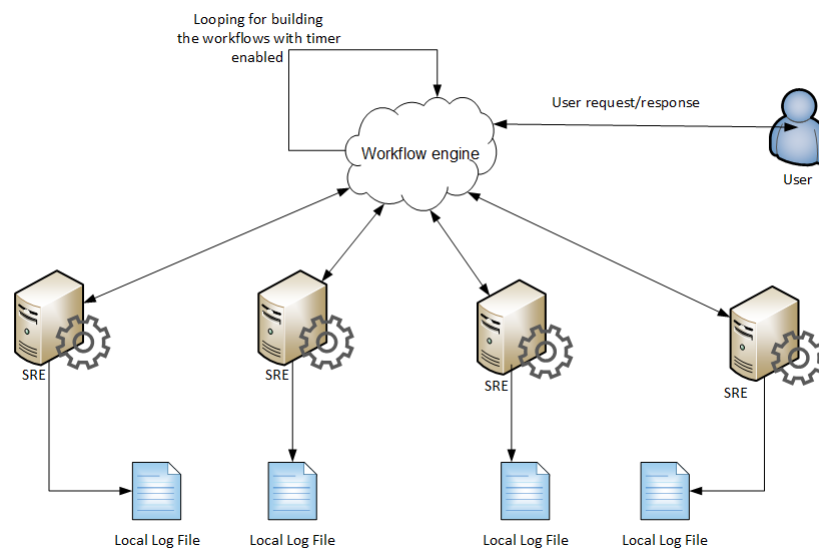 Looping for building
the workflows with timer
enabled
User request/response
Workflow engine
User
SRE
SRE
SRE
SRE
Local Log File
Local Log File
Local Log File
Local Log File